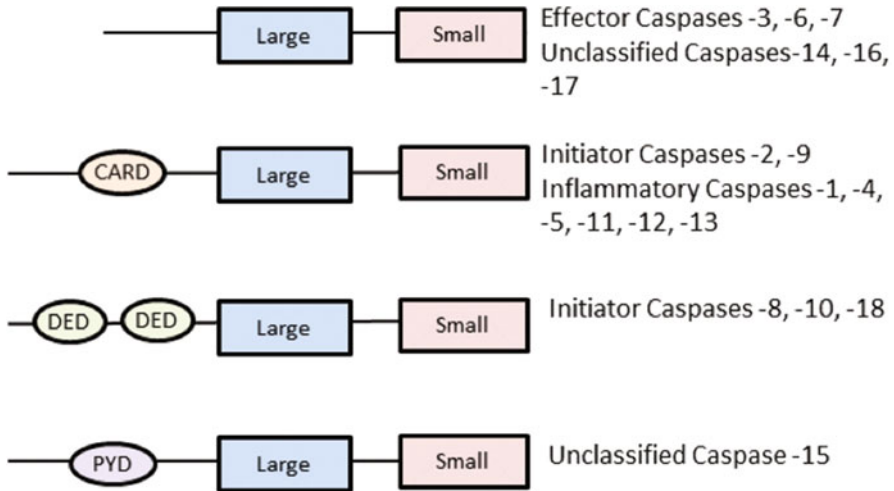 Large
Small
Effector Caspases -3, -6, -7
Unclassified Caspases-14, -16,
-17
CARD
Large
Small
Initiator Caspases -2, -9
Inflammatory Caspases -1, -4,
-5, -11, -12, -13
DED
DED
Large
Small
Initiator Caspases -8, -10, -18
PYD
Large
Small
Unclassified Caspase -15